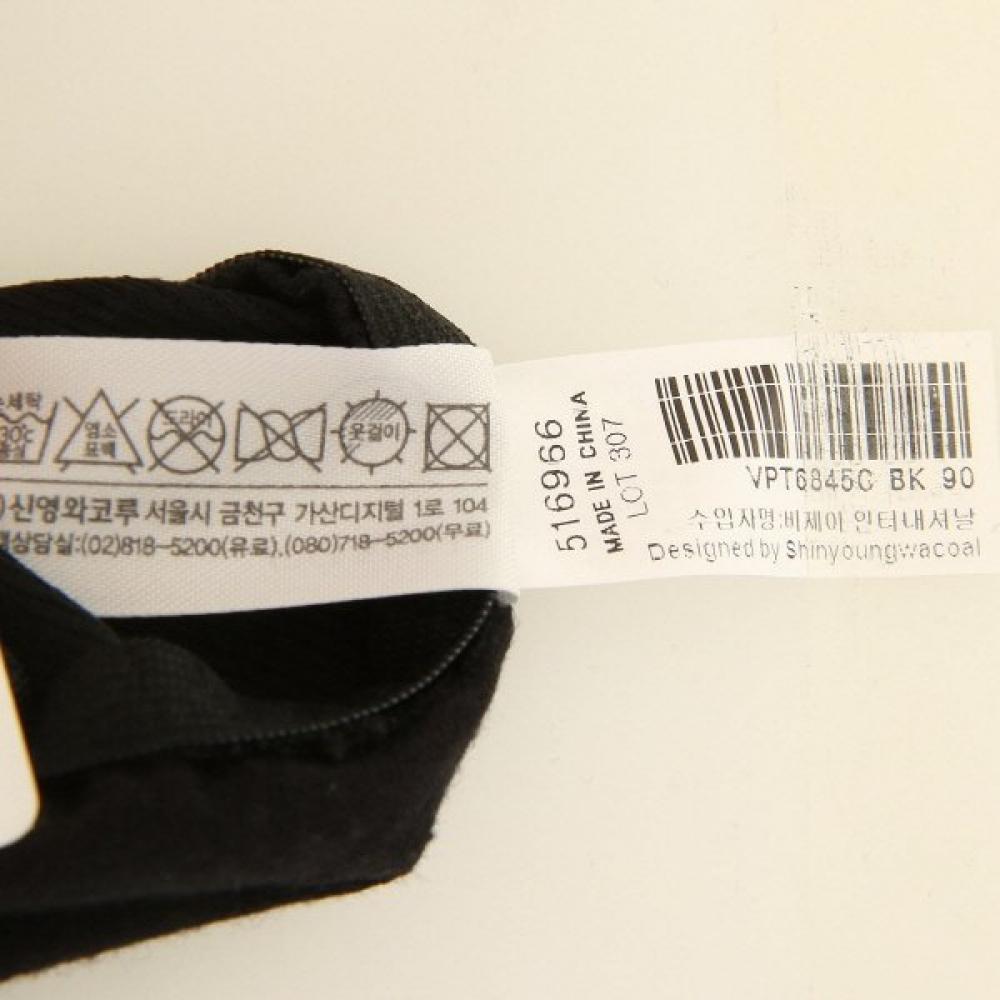 손세탁
30℃
중성
염소
표백
드라이
옷걸이
)신영와코루 서울시 금천구 가산디지털 1로 104
상담실:(02)818-5200(유료),(080)718-5200(무료)
516966
MADE IN CHINA
LOT 307
VPT6845C BK 90
수입자명:비제이 인터내셔날
Designed by Shinyoungwacoal